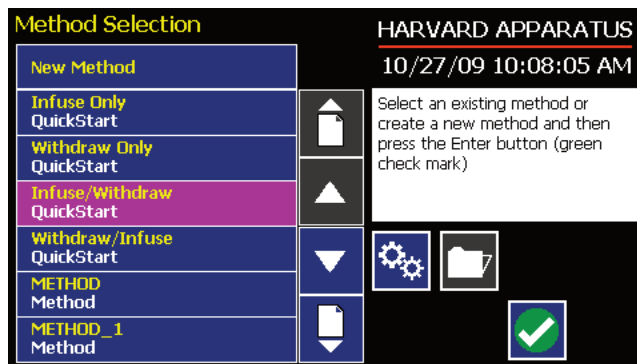 Method Selection
New Method
Infuse Only
QuickStart
Withdraw Only
QuickStart
Infuse/Withdraw
QuickStart
Withdraw/Infuse
QuickStart
METHOD
Method
METHOD_1
Method
HARVARD APPARATUS
10/27/09 10:08:05 AM
Select an existing method or
create a new method and then
press the Enter button (green
check mark)